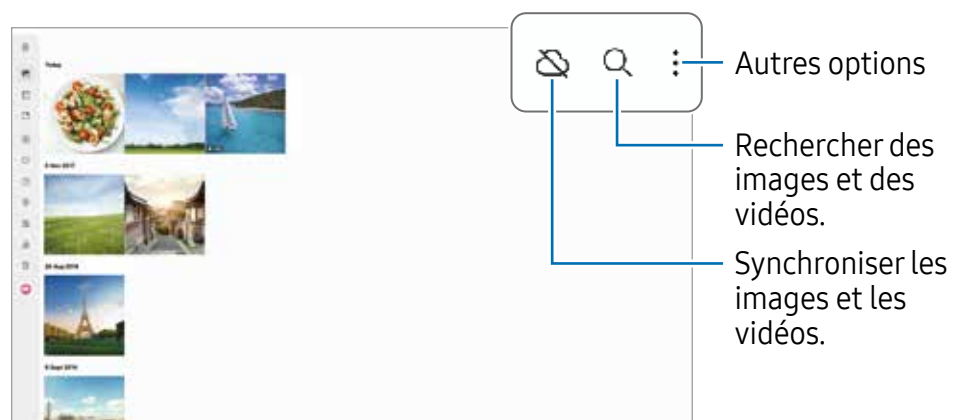 Today
Autres options
Rechercher des
images et des
vidéos.
Synchroniser les
images et les
vidéos.